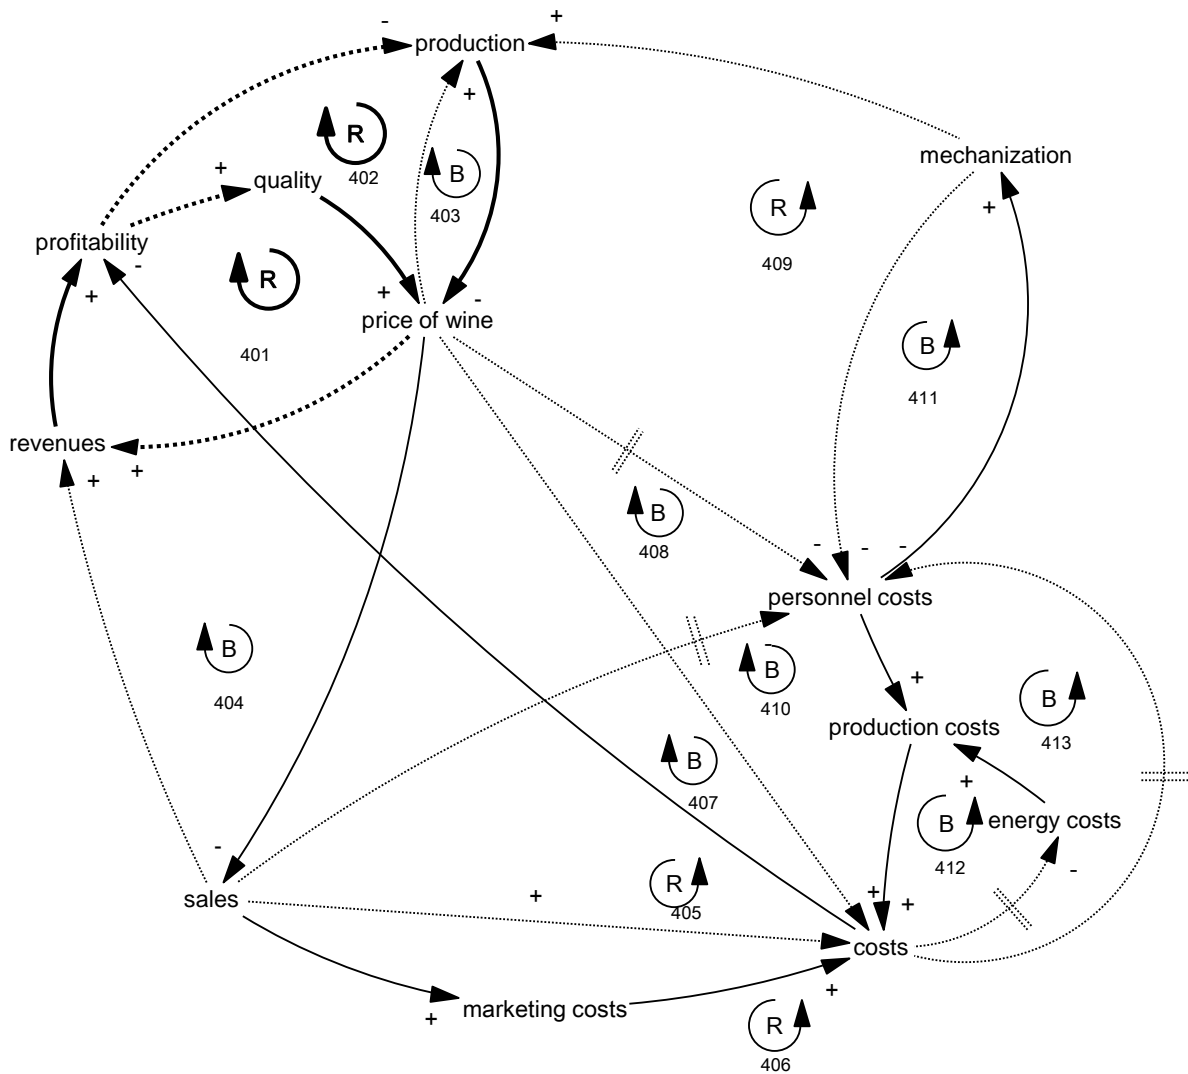 -
+
production
+
mechanization
+
R
402
+
quality
B
403
R
409
+
profitability
-
+
R
401
+
-
price of wine
B
411
revenues
+
+
B
408
-
-
-
personnel costs
B
404
B
410
+
B
413
production costs
B
407
+
B
412
energy costs
-
-
sales
+
R
405
+
+
costs
+
marketing costs
+
R
406